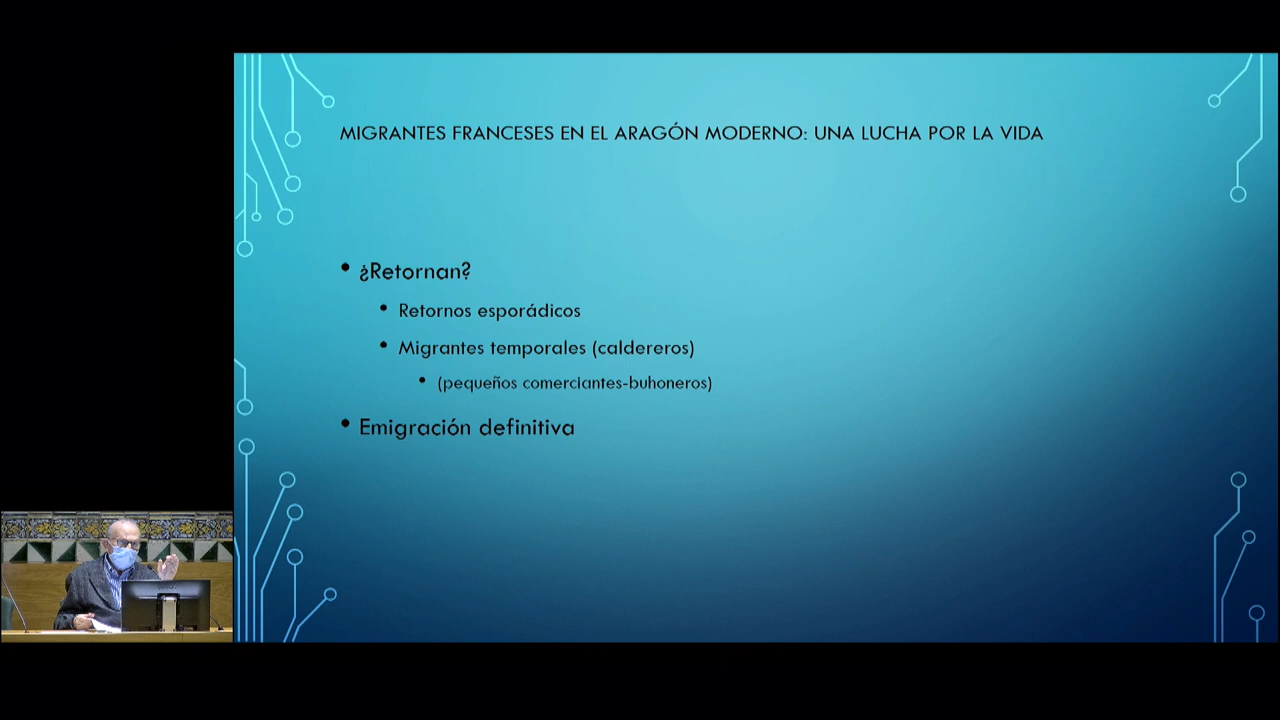 MIGRANTES FRANCESES EN EL ARAGÓN MODERNO: UNA LUCHA POR LA VIDA
• ¿Retornan?
• Retornos esporádicos
• Migrantes temporales (caldereros)
• (pequeños comerciantes-buhoneros)
• Emigración definitiva